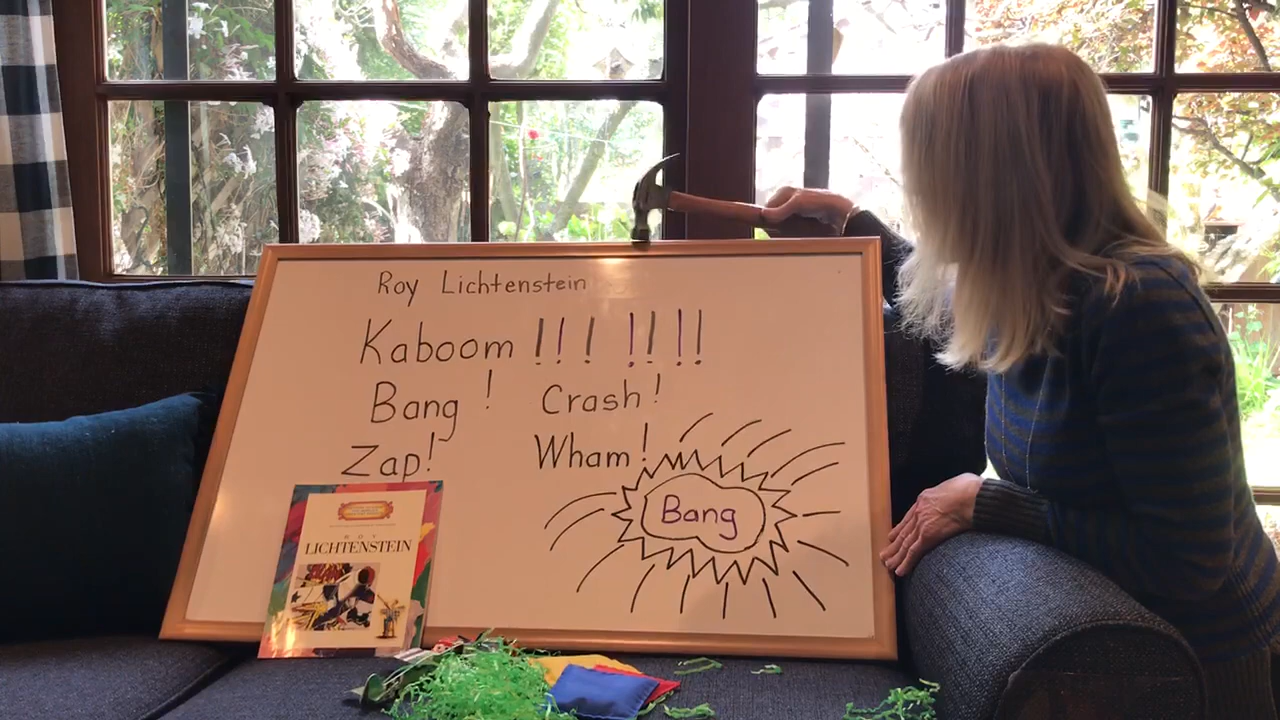 Roy Lichtenstein
Kaboom !!! !! !!
Bang ! Crash !
Zap! Wham !
Bang
ROY
LICHTENSTEIN